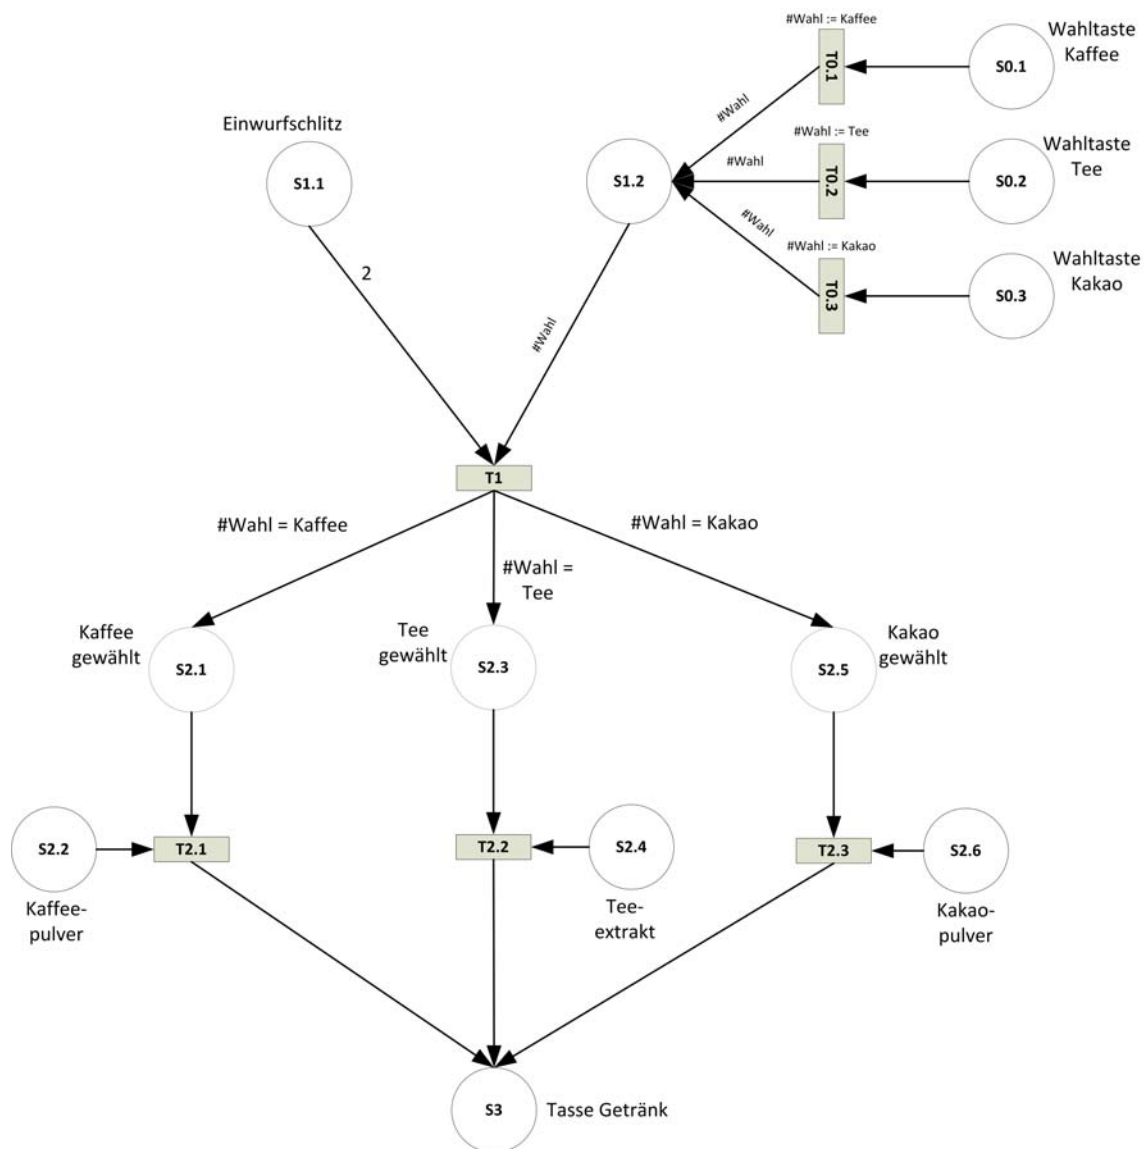 #Wahl := Kaffee
Wahltaste
Kaffee
T0.1
S0.1
#Wahl
Einwurfschlitz
#Wahl := Tee
Wahltaste
Tee
S1.1
S1.2
#Wahl
T0.2
S0.2
#Wahl
#Wahl := Kakao
Wahltaste
Kakao
T0.3
S0.3
2
#Wahl
T1
#Wahl = Kaffee
#Wahl = Kakao
#Wahl =
Tee
Kaffee
gewählt
Tee
gewählt
Kakao
gewählt
S2.1
S2.3
S2.5
S2.2
T2.1
T2.2
S2.4
T2.3
S2.6
Kaffee-
pulver
Tee-
extrakt
Kakao-
pulver
S3
Tasse Getränk